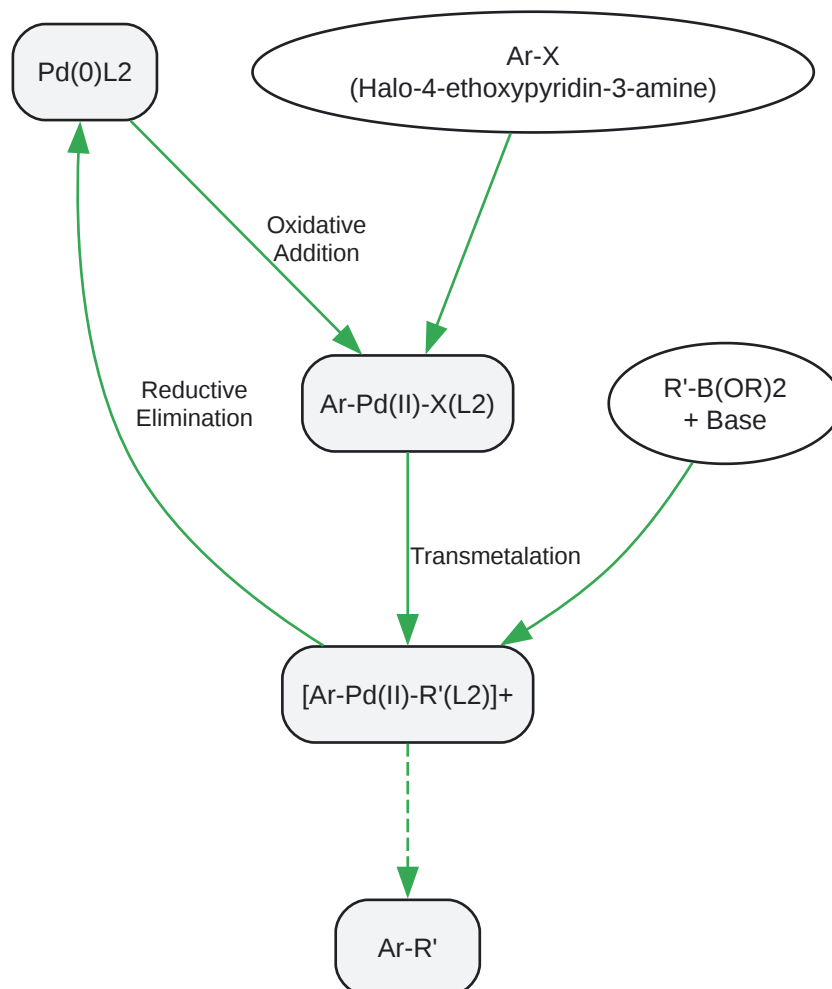 Pd(0)L2
Ar-X
(Halo-4-ethoxypyridin-3-amine)
Oxidative
Addition
Ar-Pd(II)-X(L2)
Reductive
Elimination
R'-B(OR)2
+ Base
Transmetalation
[Ar-Pd(II)-R'(L2)]+
Ar-R'